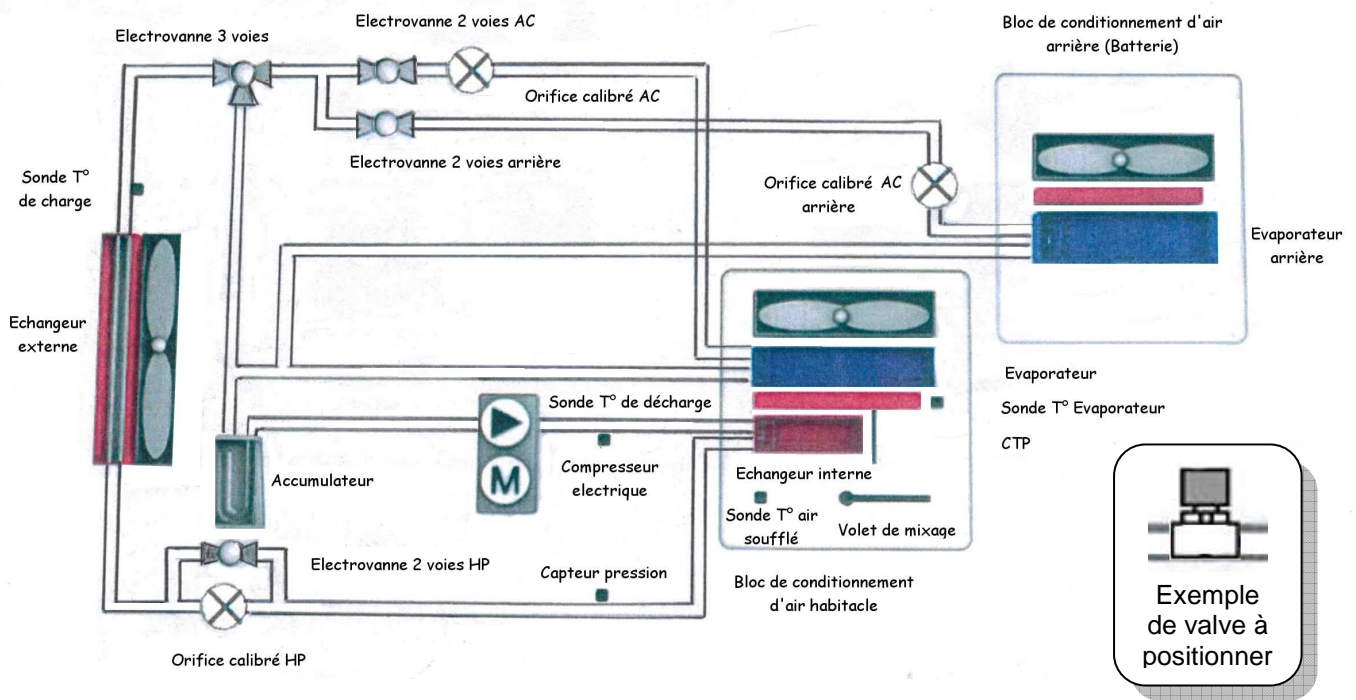 Electrovanne 2 voies AC
Bloc de conditionnement d'air
arrière (Batterie)
Electrovanne 3 voies
Orifice calibré AC
Electrovanne 2 voies arrière
Sonde T°
de charge
Orifice calibré AC
arrière
Evaporateur
arrière
Echangeur
externe
Evaporateur
Sonde T° de décharge
Sonde T° Evaporateur
CTP
Compresseur
electrique
M
Accumulateur
Echangeur interne
Sonde T° air
soufflé
Volet de mixage
Electrovanne 2 voies HP
Capteur pression
Bloc de conditionnement
d'air habitacle
Orifice calibré HP
Exemple
de valve à
positionner